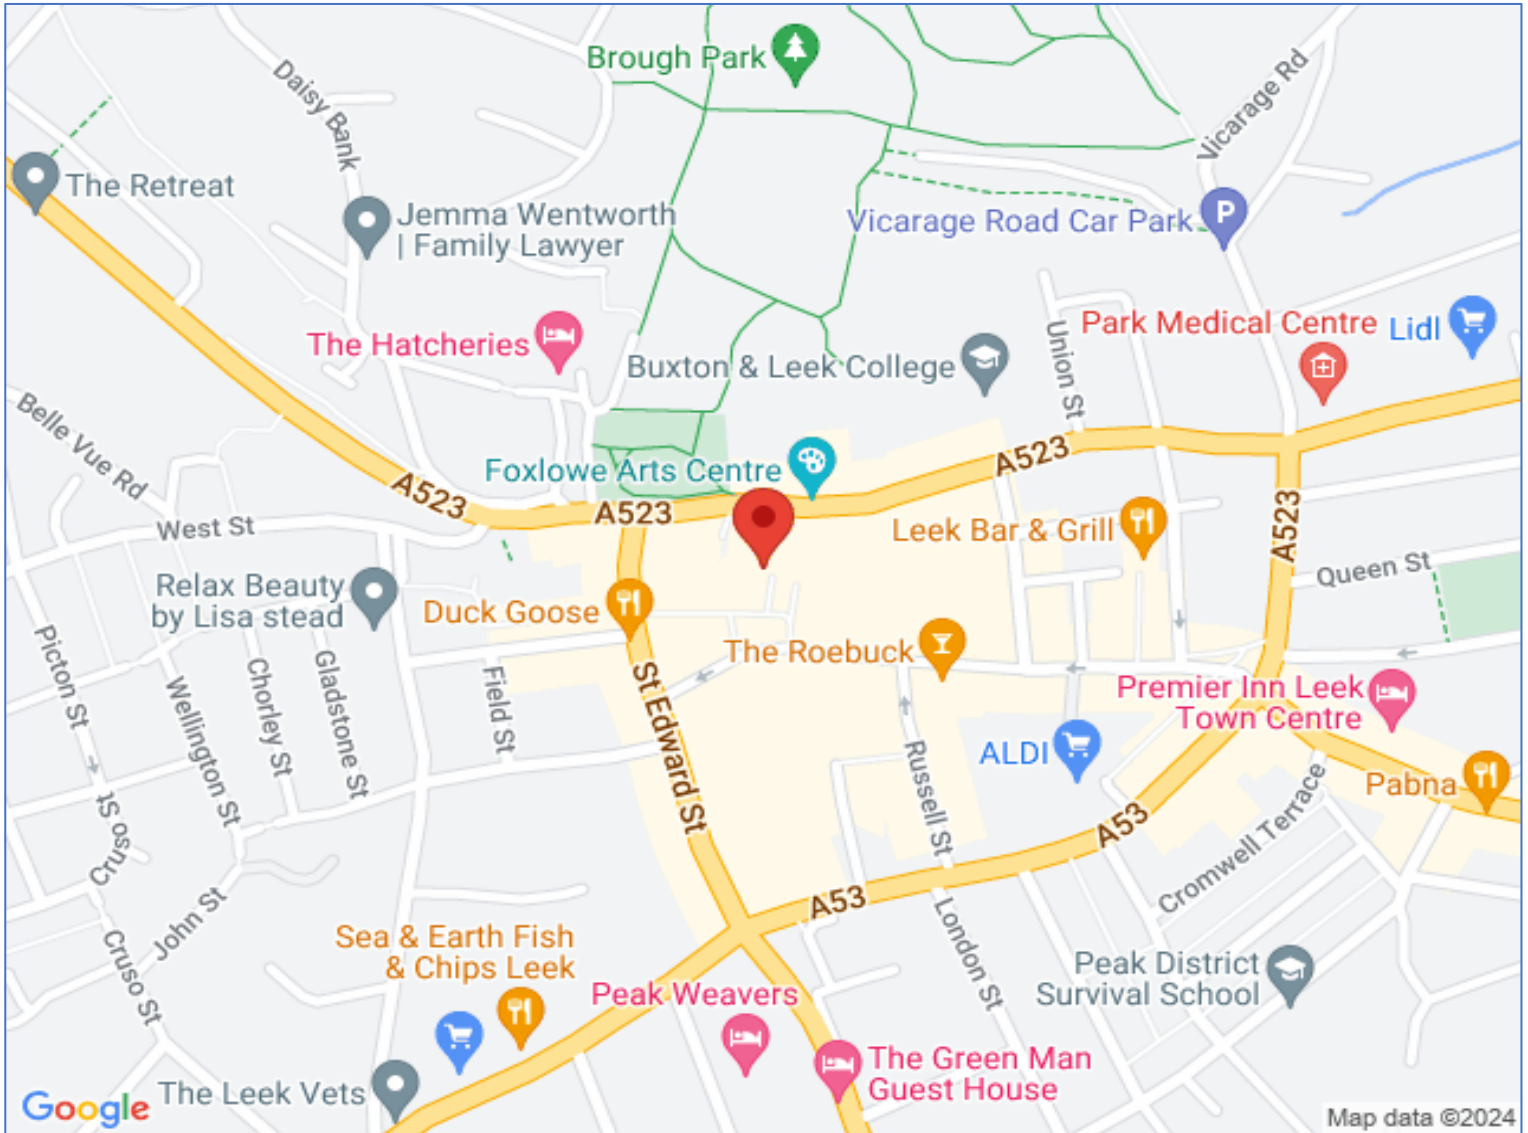 Brough Park
Daisy Bank
Vicarage Rd
The Retreat
Jemma Wentworth
| Family Lawyer
Vicarage Road Car Park
P
The Hatcheries
Buxton & Leek College
Union St
Park Medical Centre
Lidl
Belle Vue Rd
A523
Foxlowe Arts Centre
A523
A523
A523
West St
Leek Bar & Grill
Queen St
Relax Beauty
by Lisa stead
Duck Goose
The Roebuck
Picton St
Wellington St
Chorley St
Gladstone St
Field St
St Edward St
Premier Inn Leek
Town Centre
ALDI
Russell St
Pabna
Cruso St
A53
Cromwell Terrace
A53
John St
Cruso St
Sea & Earth Fish
& Chips Leek
London St
Peak District
Survival School
Peak Weavers
The Green Man
Guest House
The Leek Vets
Google
Map data ©2024